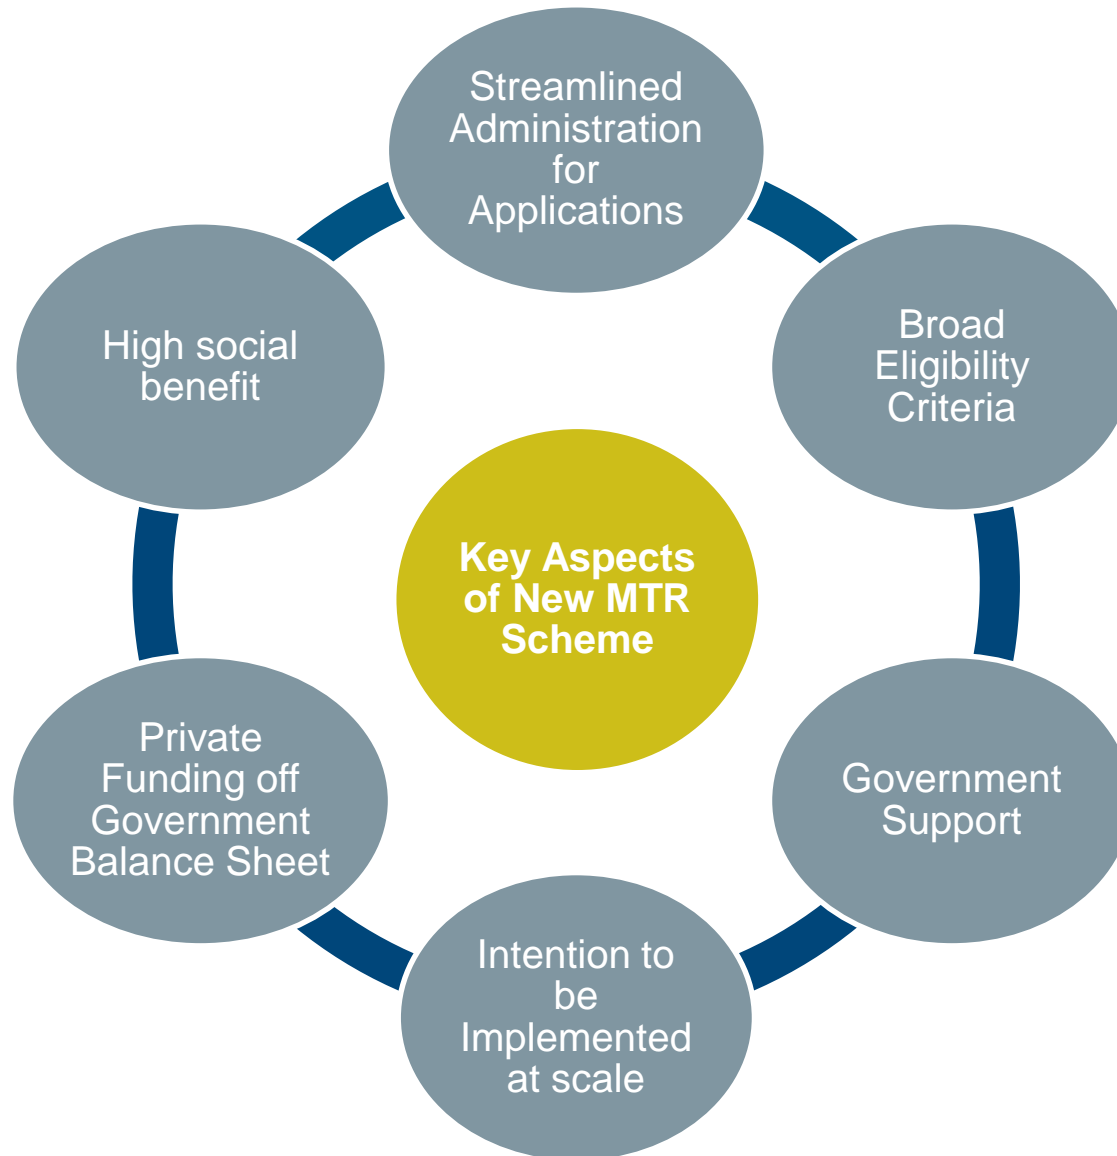 Streamlined
Administration
for
Applications
Broad
Eligibility
Criteria
Government
Support
Intention to
be
Implemented
at scale
Private
Funding off
Government
Balance Sheet
High social
benefit
Key Aspects
of New MTR
Scheme